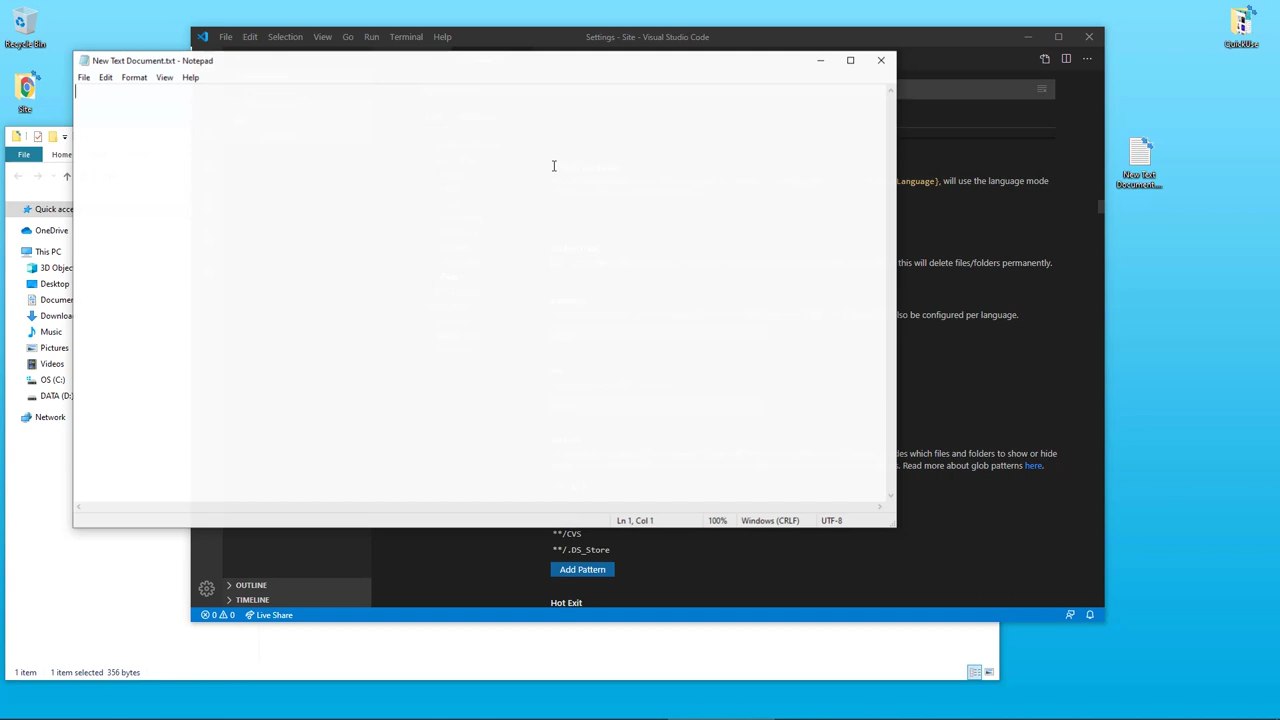 Recycle Bin
Site
QuickUse
New Text
Document....
File Edit Selection View Go Run Terminal Help
Settings - Site - Visual Studio Code
New Text Document.txt - Notepad
File Edit Format View Help
File Home
Quick acce
OneDrive
This PC
3D Objec
Desktop
Documer
Downloa
Music
Pictures
Videos
OS (C:)
DATA (D:)
Network
Language}, will use the language mode
this will delete files/folders permanently.
lso be configured per language.
des which files and folders to show or hide
s. Read more about glob patterns here.
Ln 1, Col 1 100% Windows (CRLF) UTF-8
**/CVS
**/.DS_Store
Add Pattern
Hot Exit
OUTLINE
TIMELINE
0 0 Live Share
1 item 1 item selected 356 bytes